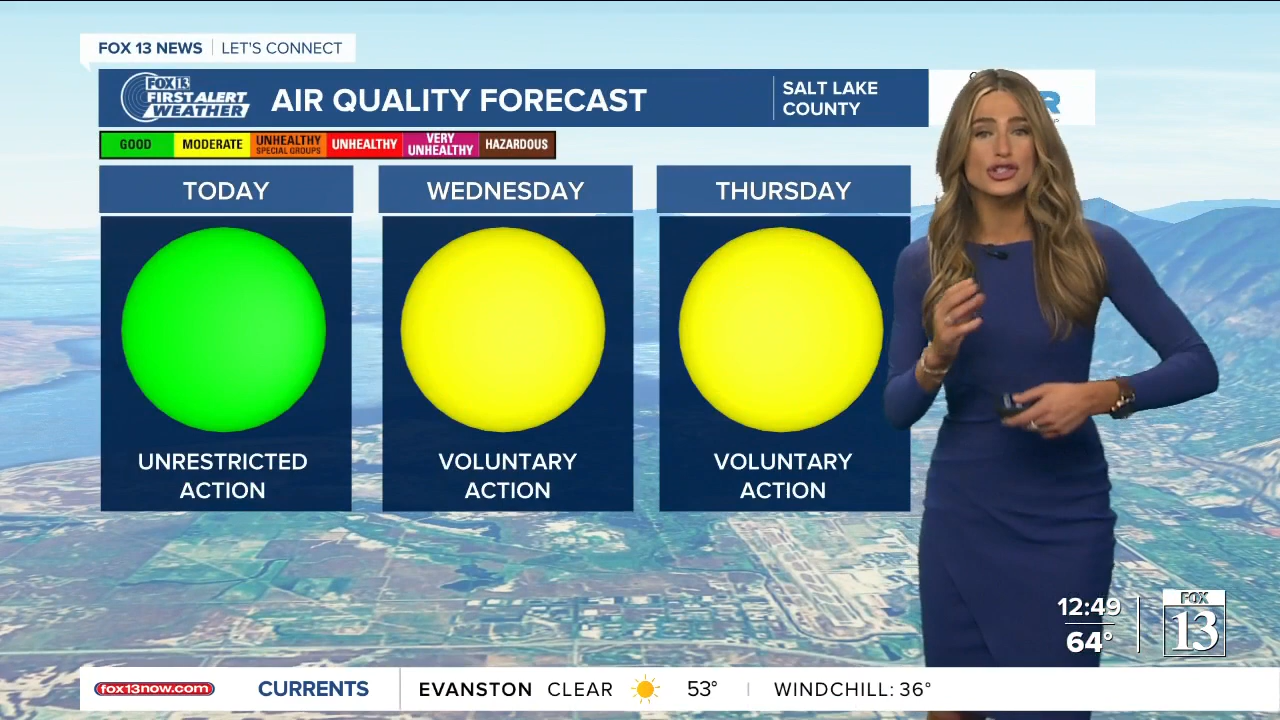 FOX 13 NEWS | LET'S CONNECT
FOX 13
FIRST ALERT
WEATHER
AIR QUALITY FORECAST
SALT LAKE
COUNTY
GOOD
MODERATE
UNHEALTHY
SPECIAL GROUPS
UNHEALTHY
VERY
UNHEALTHY
HAZARDOUS
TODAY
WEDNESDAY
THURSDAY
UNRESTRICTED
ACTION
VOLUNTARY
ACTION
VOLUNTARY
ACTION
12:49
64°
FOX
13
fox13now.com
CURRENTS
EVANSTON CLEAR 53° | WINDCHILL: 36°